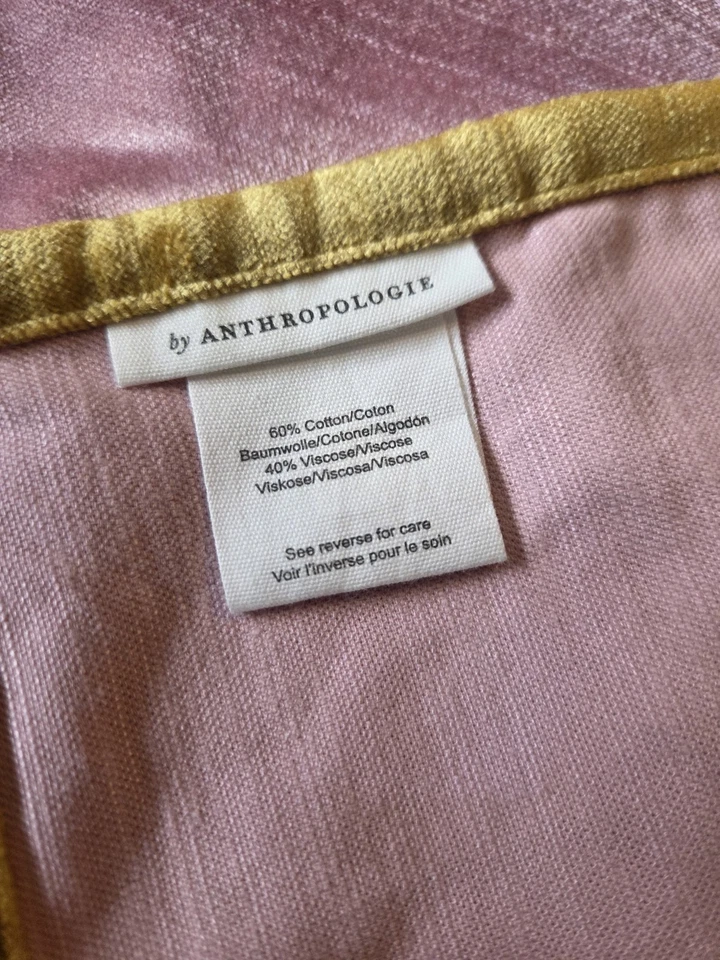 by ANTHROPOLOGIE
60% Cotton/Coton
Baumwolle/Colone/Algodón
40% Viscose/Viscose
Viskose/Viscosa/Viscosa
See reverse for care
Voir l'inverse pour le soin